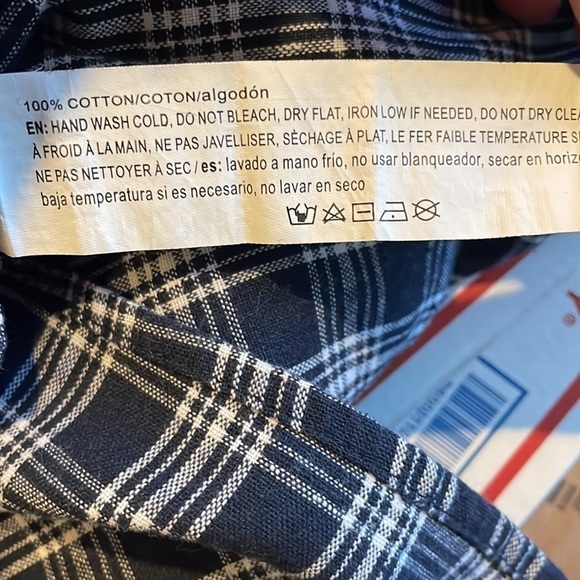 100% COTTON/COTON/algodón
EN: HAND WASH COLD, DO NOT BLEACH, DRY FLAT, IRON LOW IF NEEDED, DO NOT DRY CLEA
À FROID À LA MAIN, NE PAS JAVELLISER, SÈCHAGE À PLAT, LE FER FAIBLE TEMPERATURE S
NE PAS NETTOYER À SEC / es: lavado a mano frío, no usar blanqueador, secar en horizo
baja temperatura si es necesario, no lavar en seco